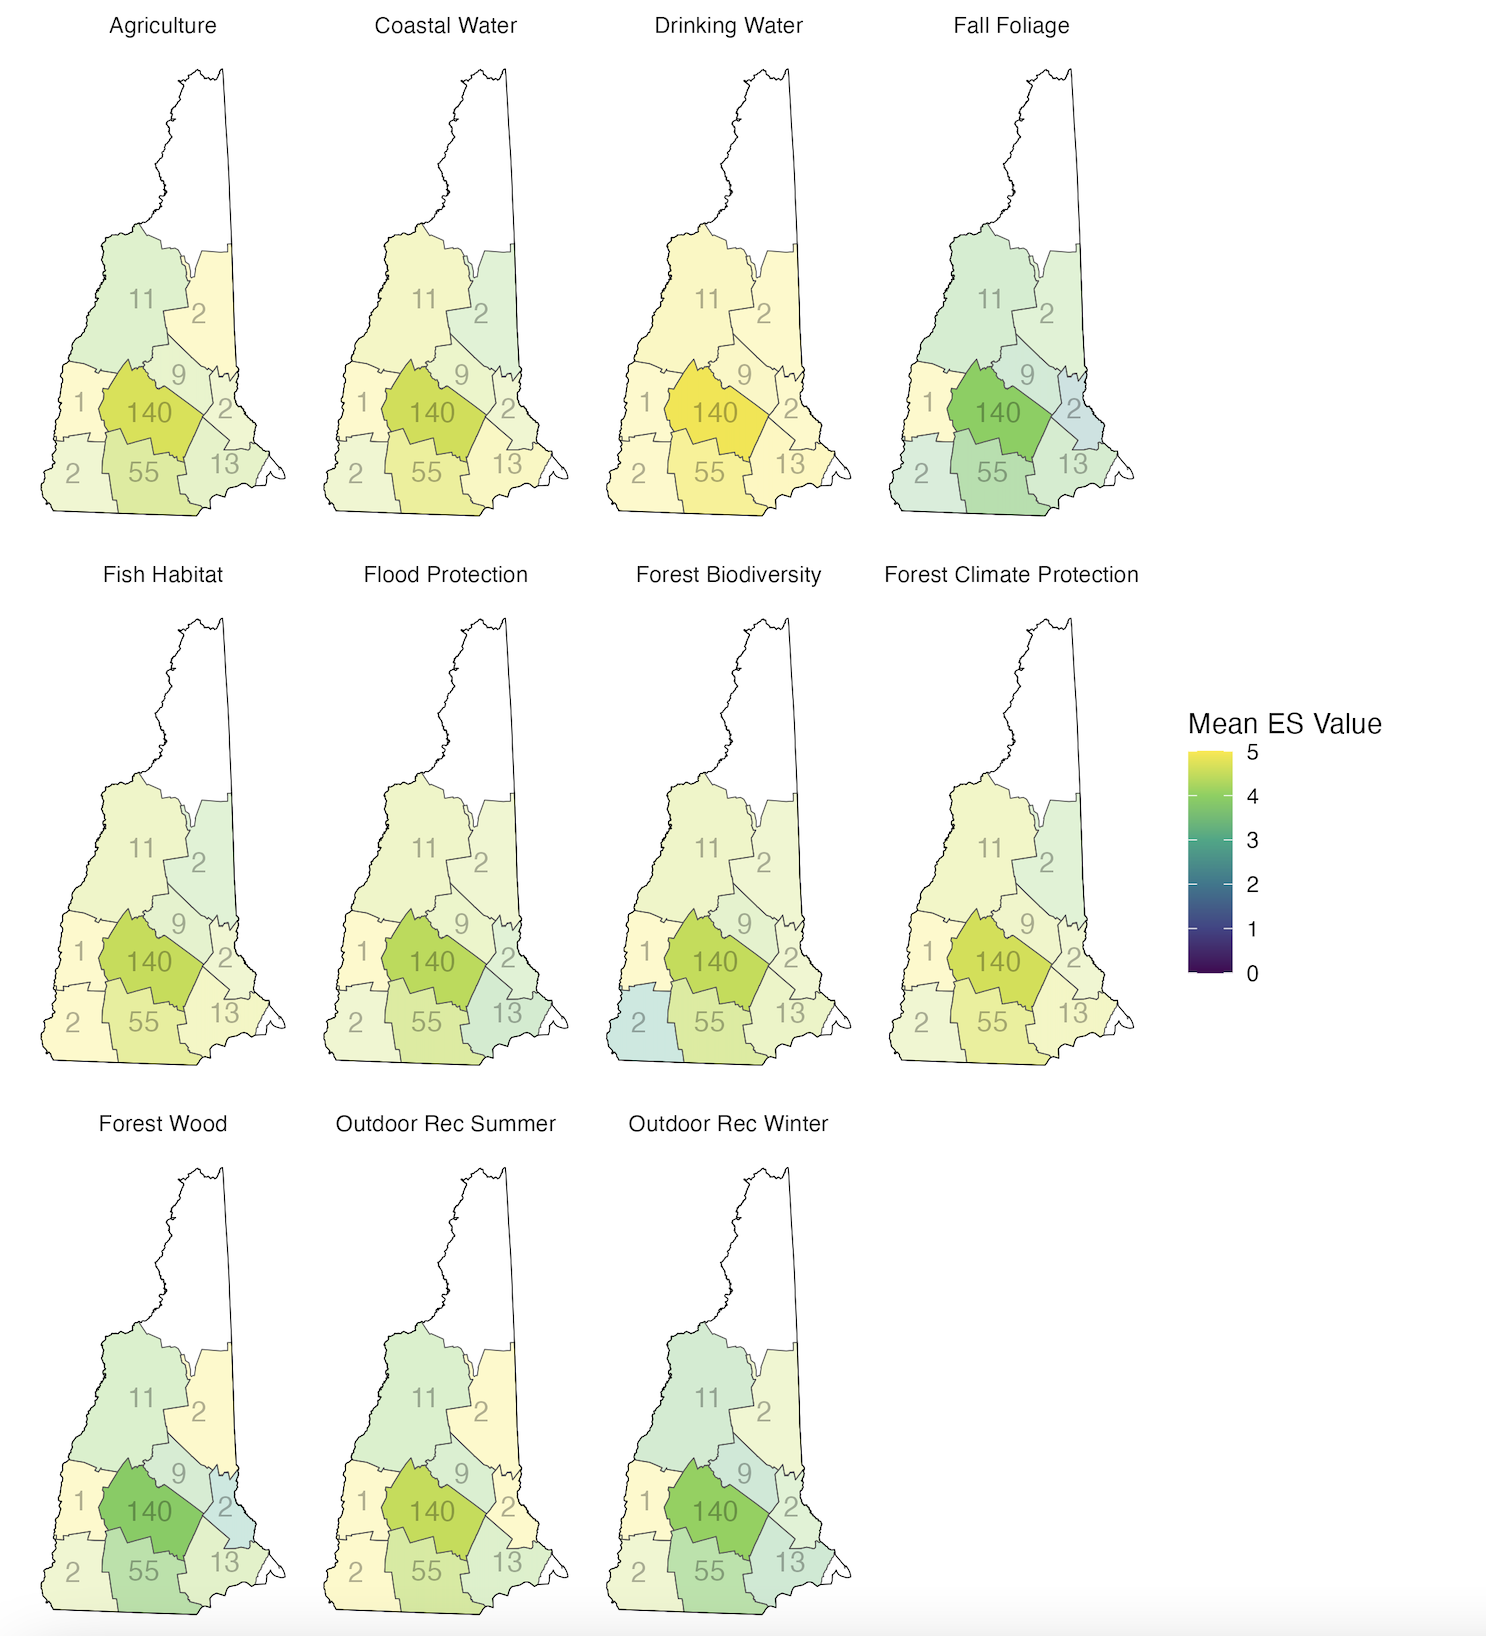 Agriculture Coastal Water Drinking Water Fall Foliage
11 2 11 2 11 2 11 2
9 9 9 9
1 140 2 1 140 2 1 140 2 1 140 2
2 55 13 2 55 13 2 55 13 2 55 13
Fish Habitat Flood Protection Forest Biodiversity Forest Climate Protection
Mean ES Value
5
4
3
2
1
0
11 2 11 2 11 2 11 2
9 9 9 9
1 140 2 1 140 2 1 140 2 1 140 2
2 55 13 2 55 13 2 55 13 2 55 13
Forest Wood Outdoor Rec Summer Outdoor Rec Winter
11 2 11 2 11 2
9 9 9
1 140 2 1 140 2 1 140 2
2 55 13 2 55 13 2 55 13